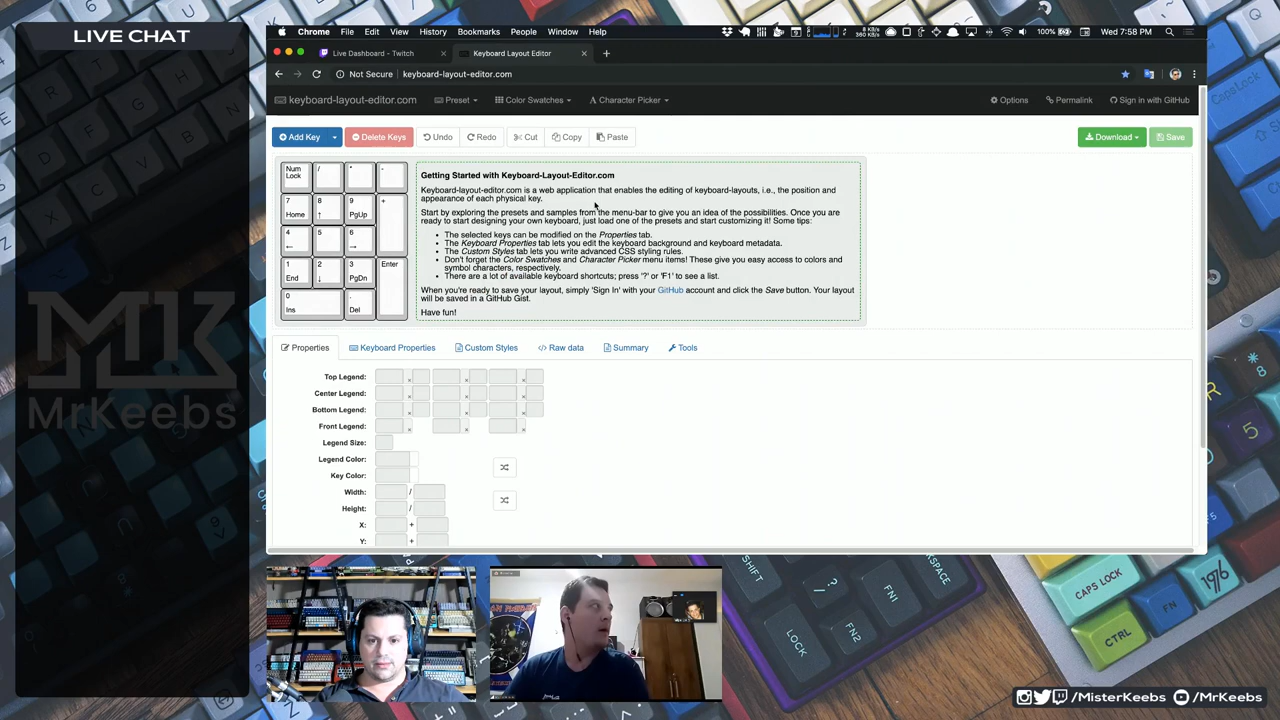 LIVE CHAT
Chrome File Edit View History Bookmarks People Window Help
100% Wed 7:58 PM
Live Dashboard - Twitch
Keyboard Layout Editor
Not Secure keyboard-layout-editor.com
keyboard-layout-editor.com Preset Color Swatches Character Picker Options Permalink Sign in with GitHub
Add Key Delete Keys Undo Redo Cut Copy Paste Download Save
Num Lock / * -
7 Home 8 ↑ 9 PgUp +
4 ← 5 6 →
1 End 2 ↓ 3 PgDn Enter
0 Ins . Del
Getting Started with Keyboard-Layout-Editor.com
Keyboard-layout-editor.com is a web application that enables the editing of keyboard-layouts, i.e., the position and
appearance of each physical key.
Start by exploring the presets and samples from the menu-bar to give you an idea of the possibilities. Once you are
ready to start designing your own keyboard, just load one of the presets and start customizing it! Some tips:
The selected keys can be modified on the Properties tab.
The Keyboard Properties tab lets you edit the keyboard background and keyboard metadata.
The Custom Styles tab lets you write advanced CSS styling rules.
Don't forget the Color Swatches and Character Picker menu items! These give you easy access to colors and
symbol characters, respectively.
There are a lot of available keyboard shortcuts; press '?' or 'F1' to see a list.
When you're ready to save your layout, simply 'Sign In' with your GitHub account and click the Save button. Your layout
will be saved in a GitHub Gist.
Have fun!
Properties Keyboard Properties Custom Styles Raw data Summary Tools
Top Legend:
Center Legend:
Bottom Legend:
Front Legend:
Legend Size:
Legend Color:
Key Color:
Width: /
Height: /
X: +
Y: +
MK
MrKeebs
SHIFT
? /
FN1
FN2
LOCK
CAPS LOCK
1%
CTRL
/MisterKeebs /MrKeebs